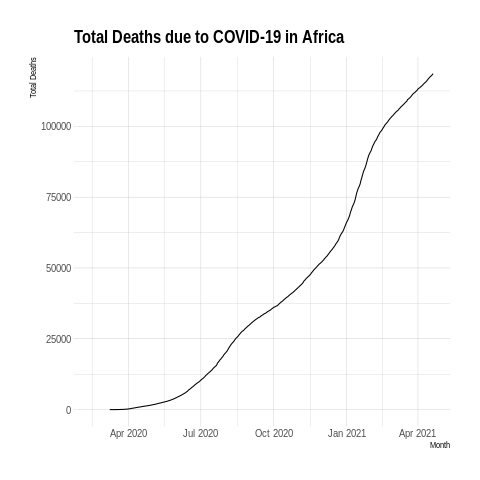 Total Deaths due to COVID-19 in Africa
Total Deaths
100000
75000
50000
25000
0
Apr 2020 Jul 2020 Oct 2020 Jan 2021 Apr 2021
Month